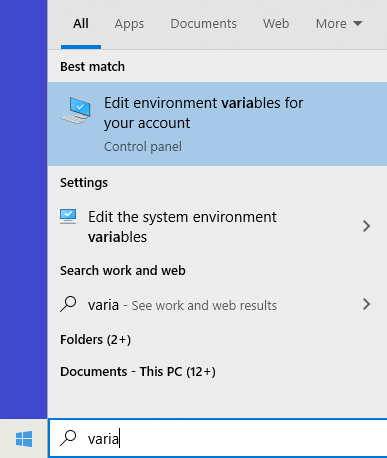 All Apps Documents Web More
Best match
Edit environment variables for
your account
Control panel
Settings
Edit the system environment
variables
Search work and web
varia - See work and web results
Folders (2+)
Documents - This PC (12+)
varia